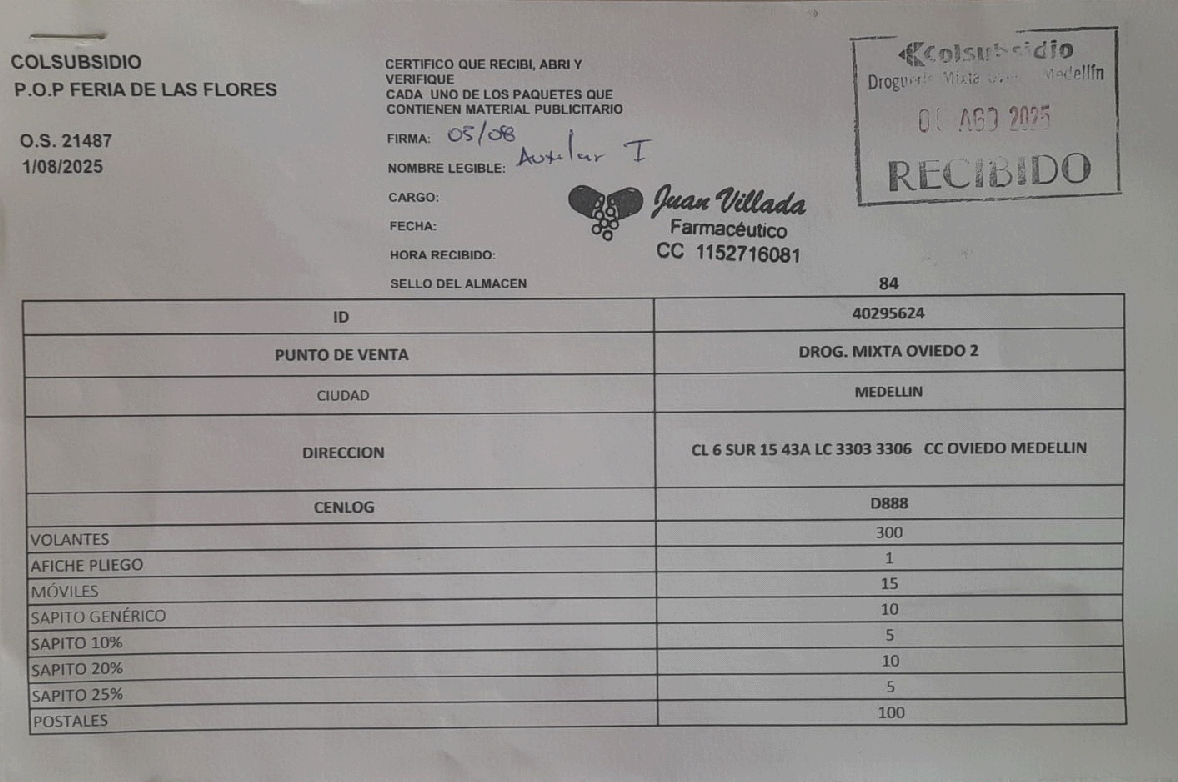 COLSUBSIDIO
P.O.P FERIA DE LAS FLORES
O.S. 21487
1/08/2025
CERTIFICO QUE RECIBI, ABRI Y
VERIFIQUE
CADA UNO DE LOS PAQUETES QUE
CONTIENEN MATERIAL PUBLICITARIO
FIRMA: 05/08
NOMBRE LEGIBLE: Auxiliar I
CARGO:
FECHA:
HORA RECIBIDO:
SELLO DEL ALMACEN
Juan Villada
Farmacéutico
CC 1152716081
Colsubsidio
Droguería Mixta Medellín
AGO 2025
RECIBIDO
84
ID 40295624
PUNTO DE VENTA DROG. MIXTA OVIEDO 2
CIUDAD MEDELLIN
DIRECCION CL 6 SUR 15 43A LC 3303 3306 CC OVIEDO MEDELLIN
CENLOG D888
VOLANTES 300
AFICHE PLIEGO 1
MÓVILES 15
SAPITO GENÉRICO 10
SAPITO 10% 5
SAPITO 20% 10
SAPITO 25% 5
POSTALES 100